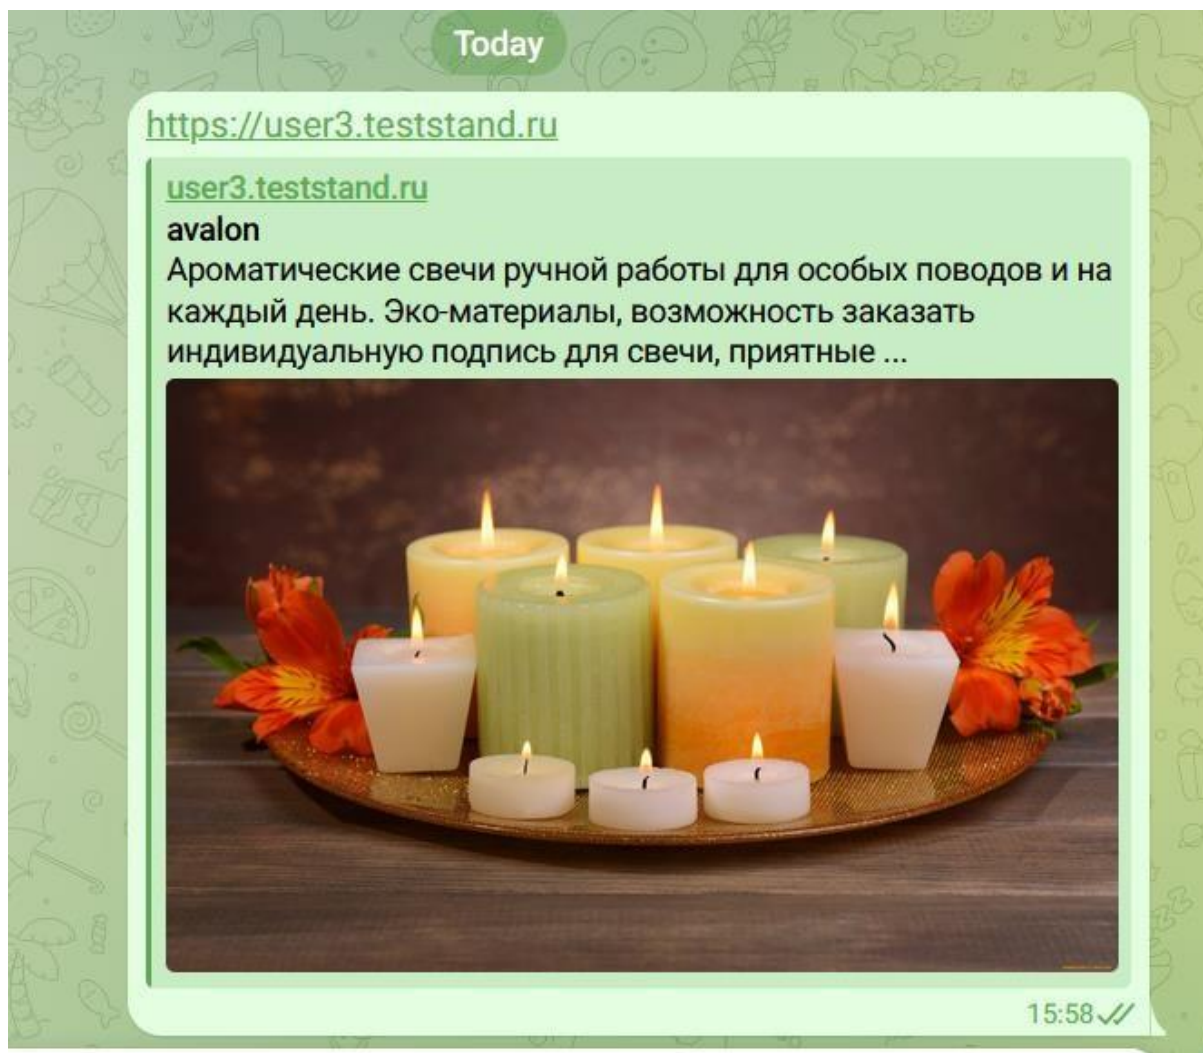 Today
https://user3.teststand.ru
user3.teststand.ru
avalon
Ароматические свечи ручной работы для особых поводов и на
каждый день. Эко-материалы, возможность заказать
индивидуальную подпись для свечи, приятные ...
15:58